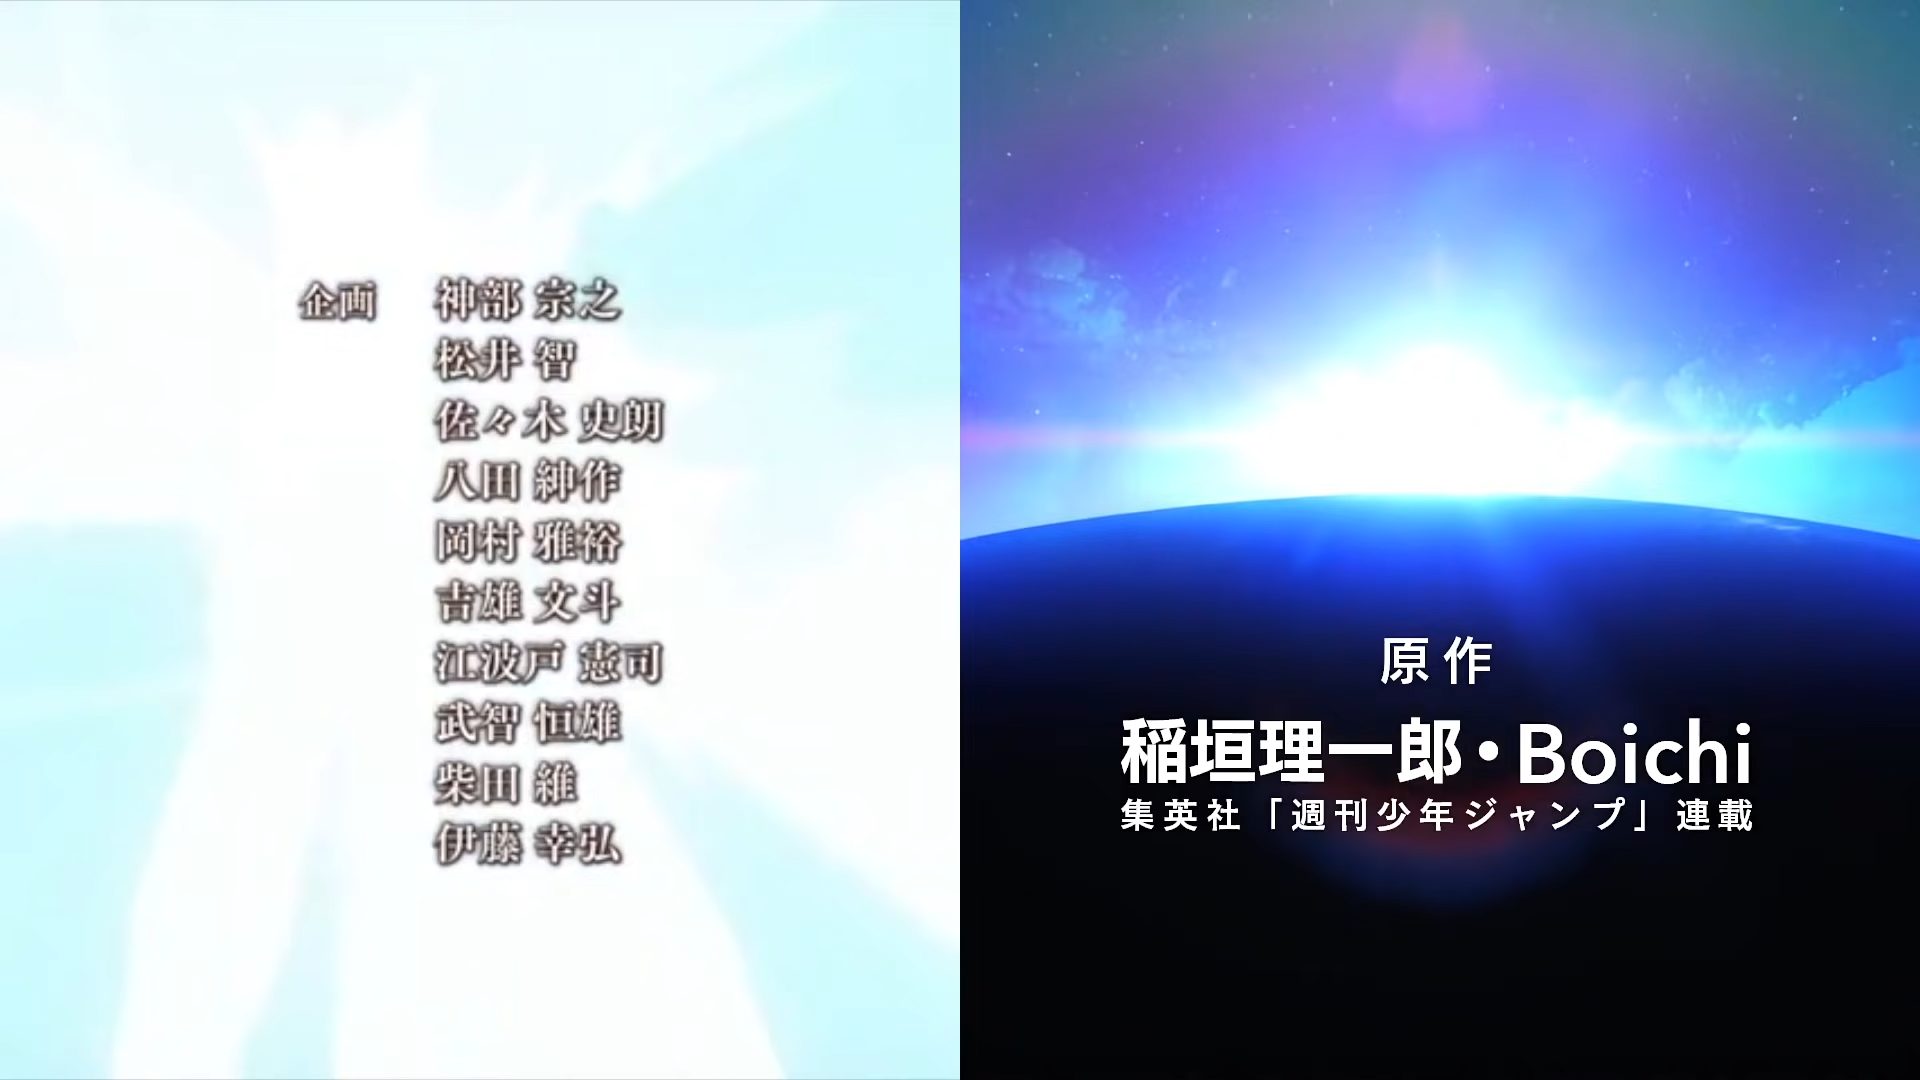 企画 神部 宗之
松井 智
佐々木 史朗
八田 紳作
岡村 雅裕
吉雄 文斗
江波戸 憲司
武智 恒雄
柴田 維
伊藤 幸弘
原作
稲垣理一郎・Boichi
集英社「週刊少年ジャンプ」連載